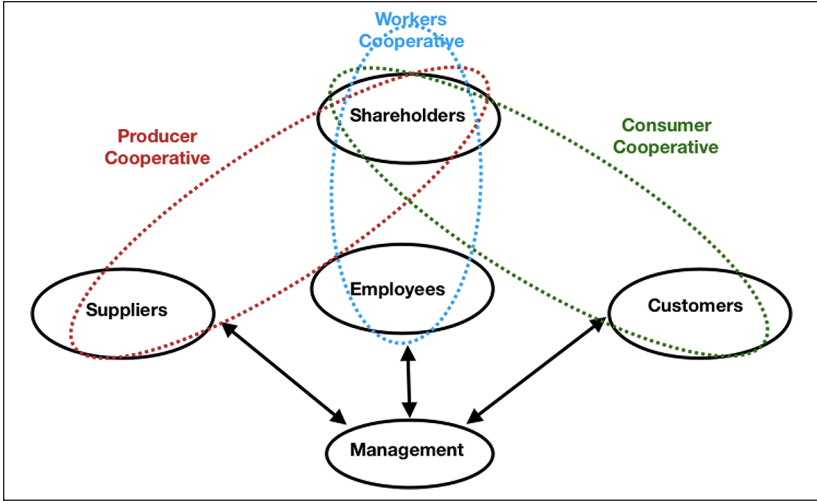 Workers
Cooperative
Shareholders
Producer
Cooperative
Consumer
Cooperative
Suppliers
Employees
Customers
Management